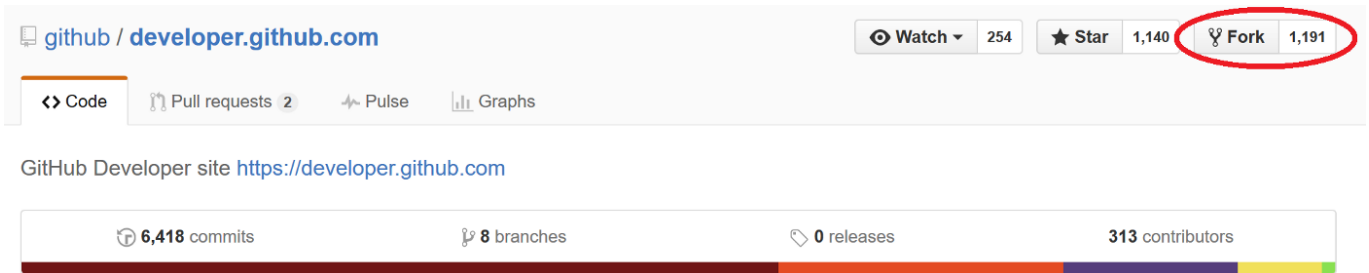 github / developer.github.com Watch 254 Star 1,140 Fork 1,191
Code Pull requests 2 Pulse Graphs
GitHub Developer site https://developer.github.com
6,418 commits 8 branches 0 releases 313 contributors